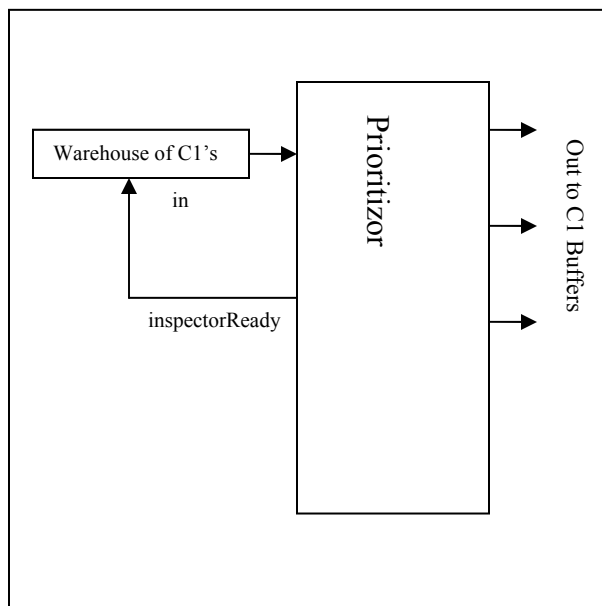 Warehouse of C1's
in
inspectorReady
Prioritizor
Out to C1 Buffers